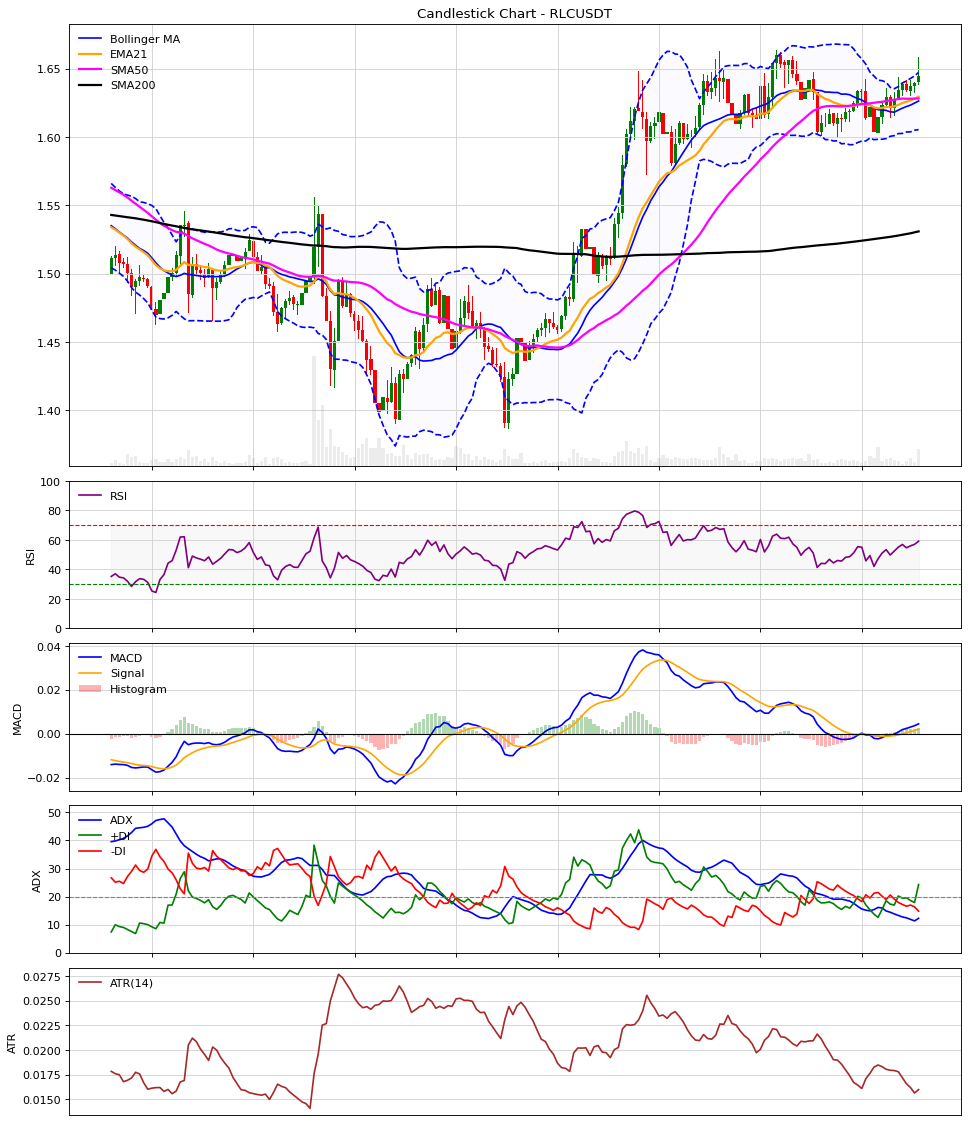 Candlestick Chart - RLCUSDT
Bollinger MA
EMA21
SMA50
SMA200
1.65
1.60
1.55
1.50
1.45
1.40
RSI
RSI
100
80
60
40
20
0
MACD
Signal
Histogram
MACD
0.04
0.02
0.00
−0.02
ADX
+DI
-DI
ADX
50
40
30
20
10
0
ATR(14)
ATR
0.0275
0.0250
0.0225
0.0200
0.0175
0.0150